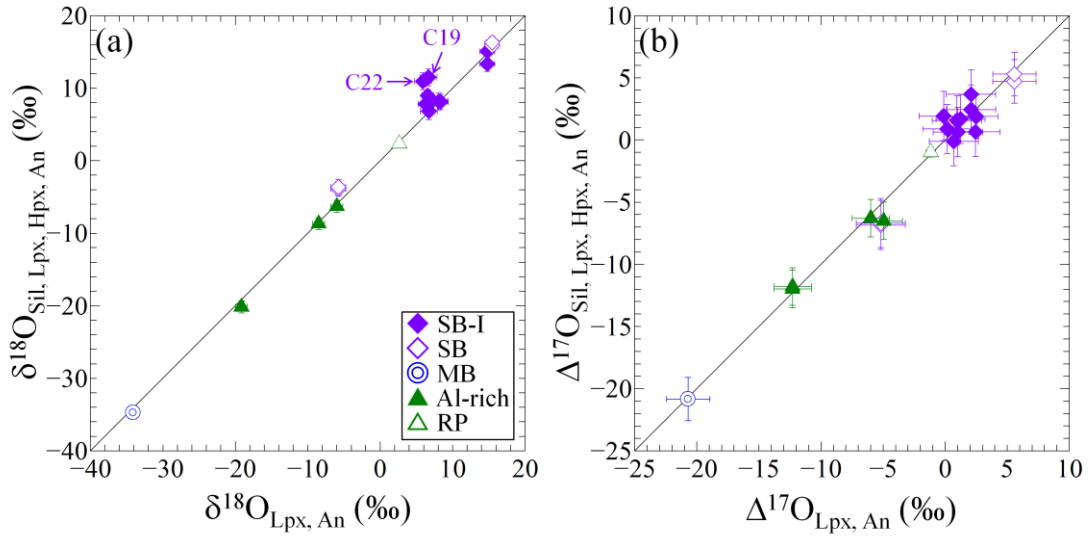 (a)
C19
C22
20
10
0
−10
−20
−30
−40
−40 −30 −20 −10 0 10 20
δ18OSil, Lpx, Hpx, An (‰)
δ18OLpx, An (‰)
SB-I
SB
MB
Al-rich
RP
(b)
10
5
0
−5
−10
−15
−20
−25
−25 −20 −15 −10 −5 0 5 10
Δ17OSil, Lpx, Hpx, An (‰)
Δ17OLpx, An (‰)